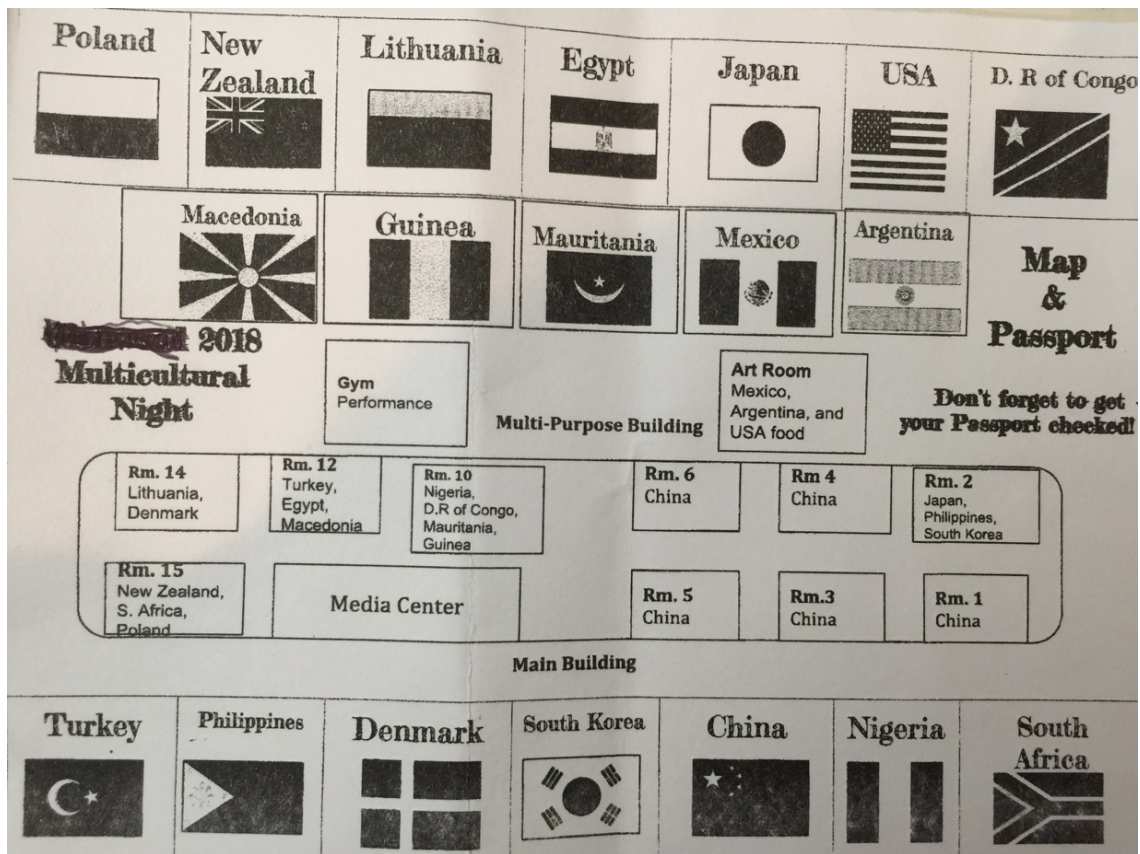 Poland
New
Zealand
Lithuania
Egypt
Japan
USA
D. R of Congo
Macedonia
Guinea
Mauritania
Mexico
Argentina
Map
&
Passport
2018
Multicultural
Night
Gym
Performance
Multi-Purpose Building
Art Room
Mexico,
Argentina, and
USA food
Don't forget to get
your Passport checked!
Rm. 14
Lithuania,
Denmark
Rm. 12
Turkey,
Egypt,
Macedonia
Rm. 10
Nigeria,
D.R of Congo,
Mauritania,
Guinea
Rm. 6
China
Rm 4
China
Rm. 2
Japan,
Philippines,
South Korea
Rm. 15
New Zealand,
S. Africa,
Poland
Media Center
Rm. 5
China
Rm.3
China
Rm. 1
China
Main Building
Turkey
Philippines
Denmark
South Korea
China
Nigeria
South
Africa